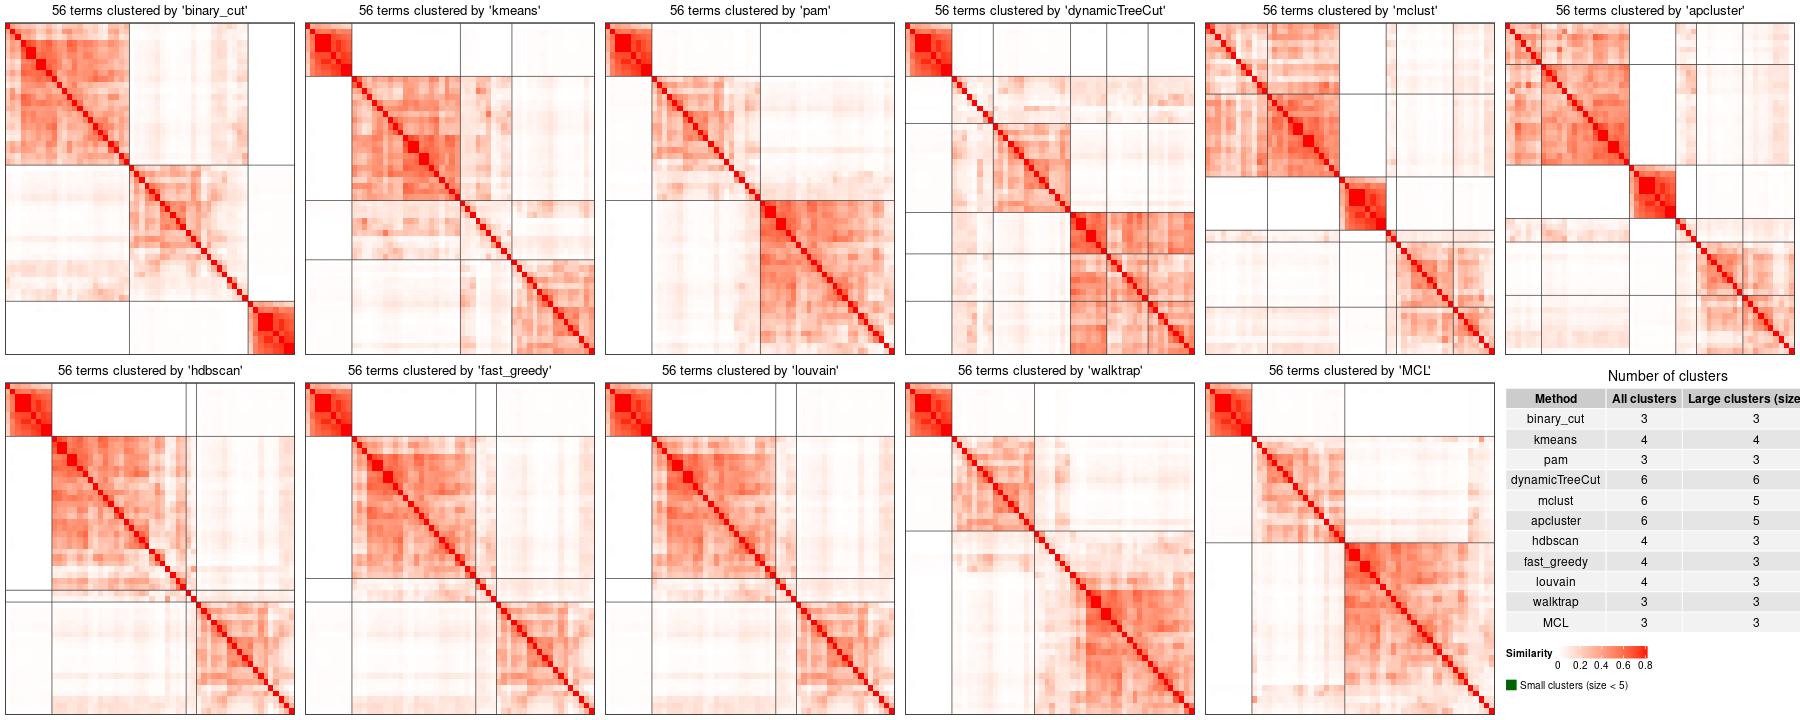 56 terms clustered by 'binary_cut'
56 terms clustered by 'kmeans'
56 terms clustered by 'pam'
56 terms clustered by 'dynamicTreeCut'
56 terms clustered by 'mclust'
56 terms clustered by 'apcluster'
56 terms clustered by 'hdbscan'
56 terms clustered by 'fast_greedy'
56 terms clustered by 'louvain'
56 terms clustered by 'walktrap'
56 terms clustered by 'MCL'
Number of clusters
Method All clusters Large clusters (size
binary_cut 3 3
kmeans 4 4
pam 3 3
dynamicTreeCut 6 6
mclust 6 5
apcluster 6 5
hdbscan 4 3
fast_greedy 4 3
louvain 4 3
walktrap 3 3
MCL 3 3
Similarity
0 0.2 0.4 0.6 0.8
Small clusters (size < 5)